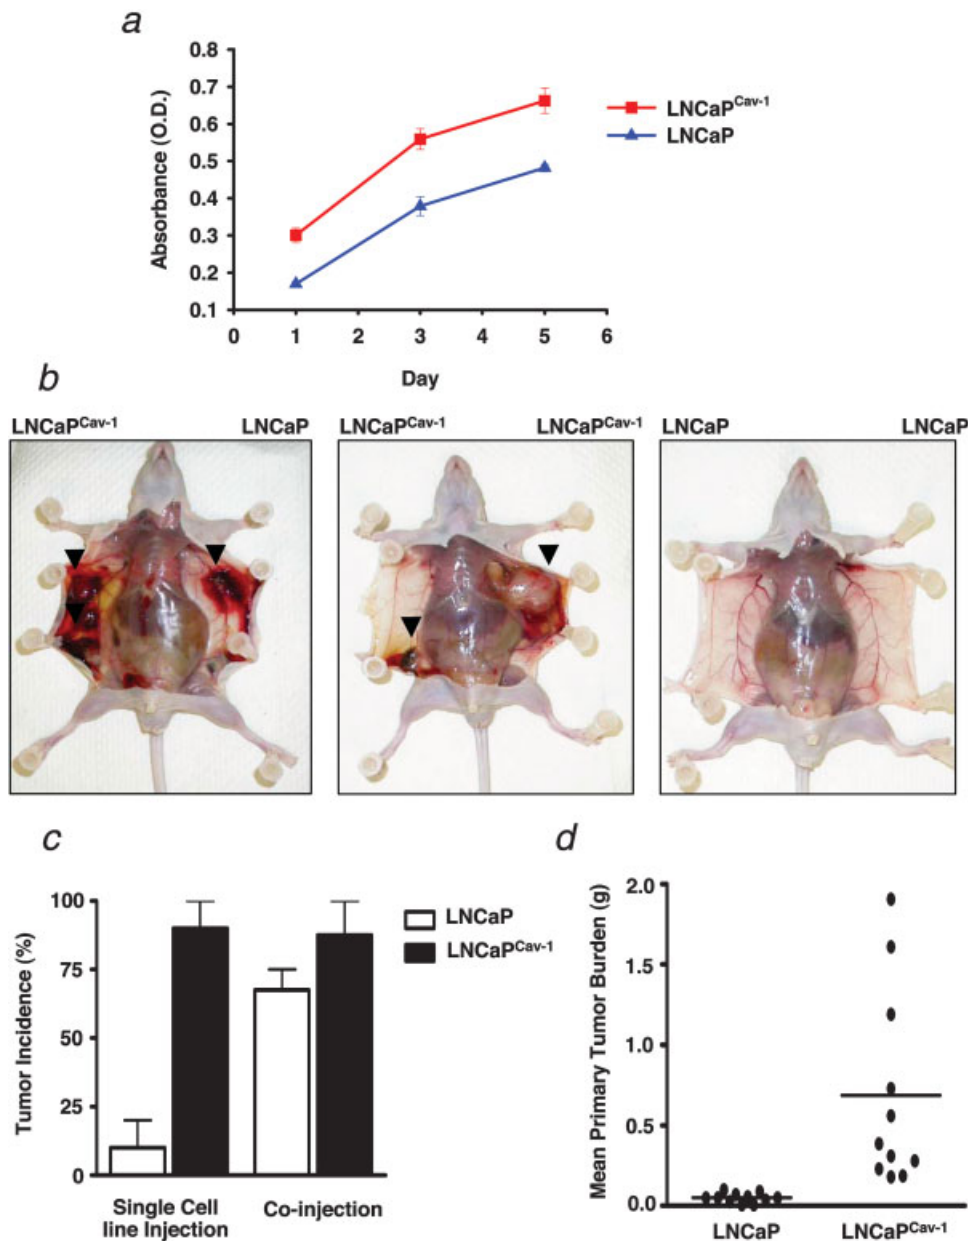 a
0.8
0.7
0.6
0.5
0.4
0.3
0.2
0.1
Absorbance (O.D.)
0 1 2 3 4 5 6
Day
LNCaPCav-1
LNCaP
b
LNCaPCav-1 LNCaP
LNCaPCav-1 LNCaPCav-1
LNCaP LNCaP
c
100
75
50
25
0
Tumor Incidence (%)
Single Cell
line Injection
Co-injection
LNCaP
LNCaPCav-1
d
2.0
1.5
1.0
0.5
0.0
Mean Primary Tumor Burden (g)
LNCaP LNCaPCav-1